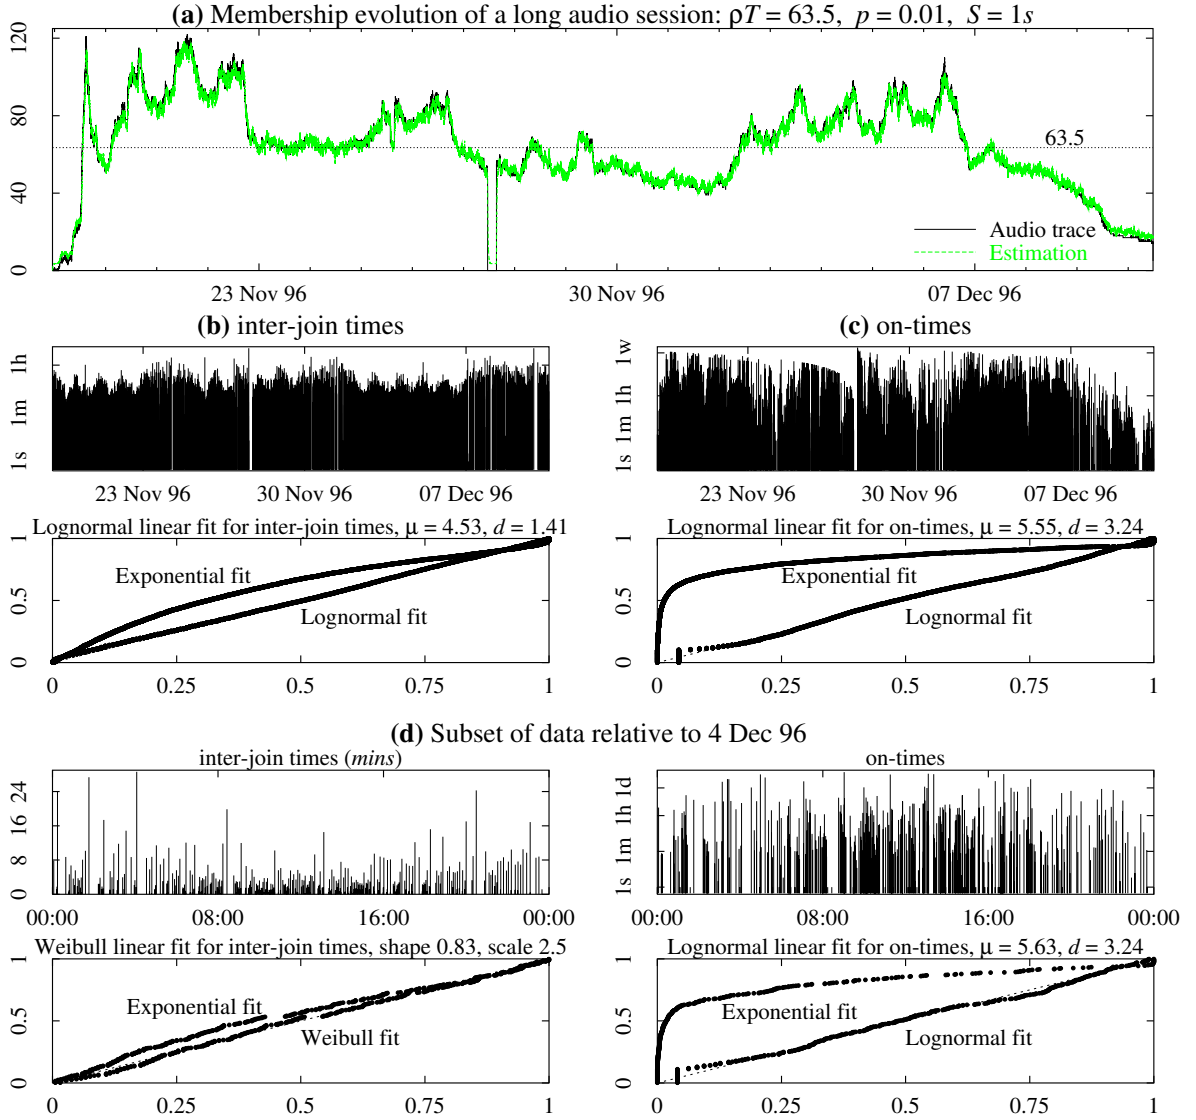 (a) Membership evolution of a long audio session: ρT = 63.5, p = 0.01, S = 1s
120
80
40
0
63.5
Audio trace
Estimation
23 Nov 96 30 Nov 96 07 Dec 96
(b) inter-join times
1h
1m
1s
23 Nov 96 30 Nov 96 07 Dec 96
(c) on-times
1w
1h
1m
1s
23 Nov 96 30 Nov 96 07 Dec 96
Lognormal linear fit for inter-join times, μ = 4.53, d = 1.41
1
0.5
0
Exponential fit
Lognormal fit
0 0.25 0.5 0.75 1
Lognormal linear fit for on-times, μ = 5.55, d = 3.24
1
0.5
0
Exponential fit
Lognormal fit
0 0.25 0.5 0.75 1
(d) Subset of data relative to 4 Dec 96
inter-join times (mins)
24
16
8
0
00:00 08:00 16:00 00:00
on-times
1d
1h
1m
1s
00:00 08:00 16:00 00:00
Weibull linear fit for inter-join times, shape 0.83, scale 2.5
1
0.5
0
Exponential fit
Weibull fit
0 0.25 0.5 0.75 1
Lognormal linear fit for on-times, μ = 5.63, d = 3.24
1
0.5
0
Exponential fit
Lognormal fit
0 0.25 0.5 0.75 1